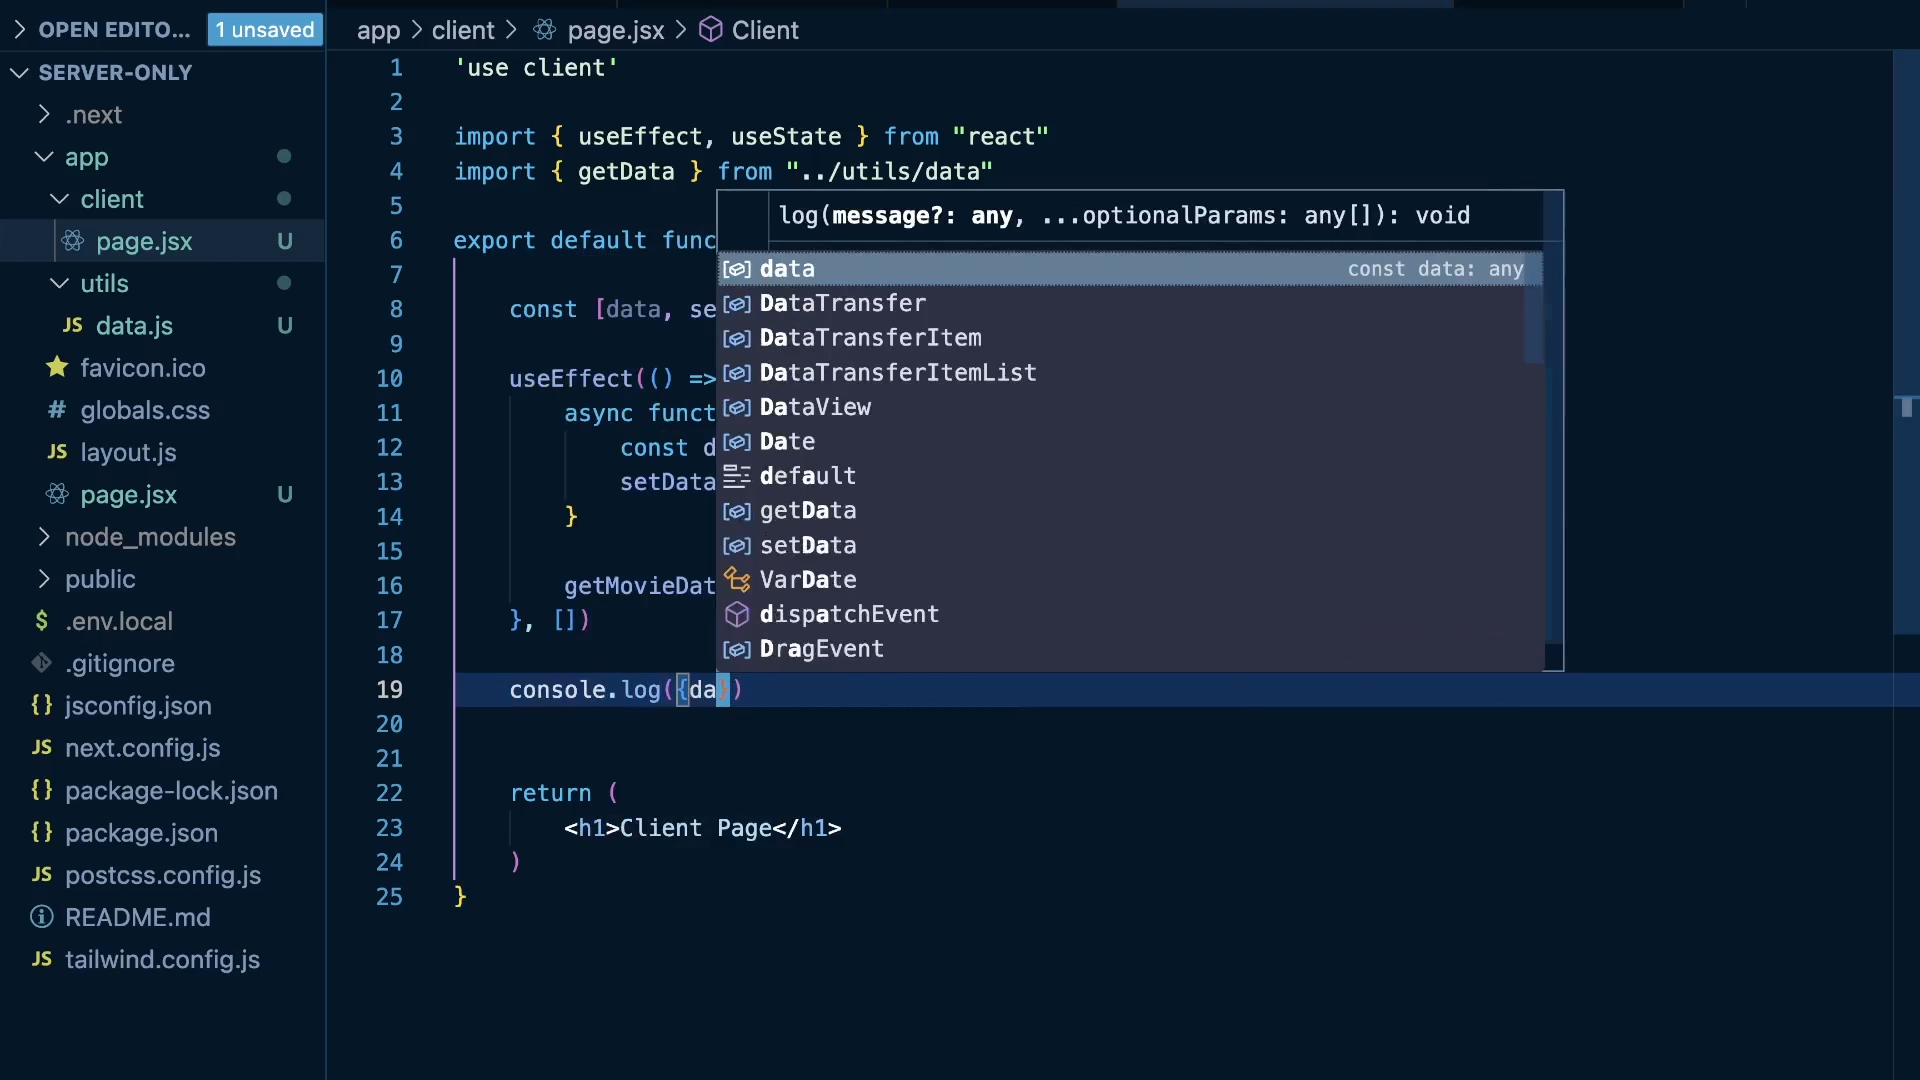 OPEN EDITO... 1 unsaved
SERVER-ONLY
.next
app
client
page.jsx U
utils
JS data.js U
favicon.ico
# globals.css
JS layout.js
page.jsx U
node_modules
public
$ .env.local
.gitignore
{} jsconfig.json
JS next.config.js
{} package-lock.json
{} package.json
JS postcss.config.js
README.md
JS tailwind.config.js
app > client > page.jsx > Client
1 'use client'
2
3 import { useEffect, useState } from "react"
4 import { getData } from "../utils/data"
5
6 export default func
7
8 const [data, se
9
10 useEffect(() =>
11 async funct
12 const d
13 setData
14 }
15
16 getMovieDat
17 }, [])
18
19 console.log({da})
20
21
22 return (
23 <h1>Client Page</h1>
24 )
25 }
log(message?: any, ...optionalParams: any[]): void
data const data: any
DataTransfer
DataTransferItem
DataTransferItemList
DataView
Date
default
getData
setData
VarDate
dispatchEvent
DragEvent